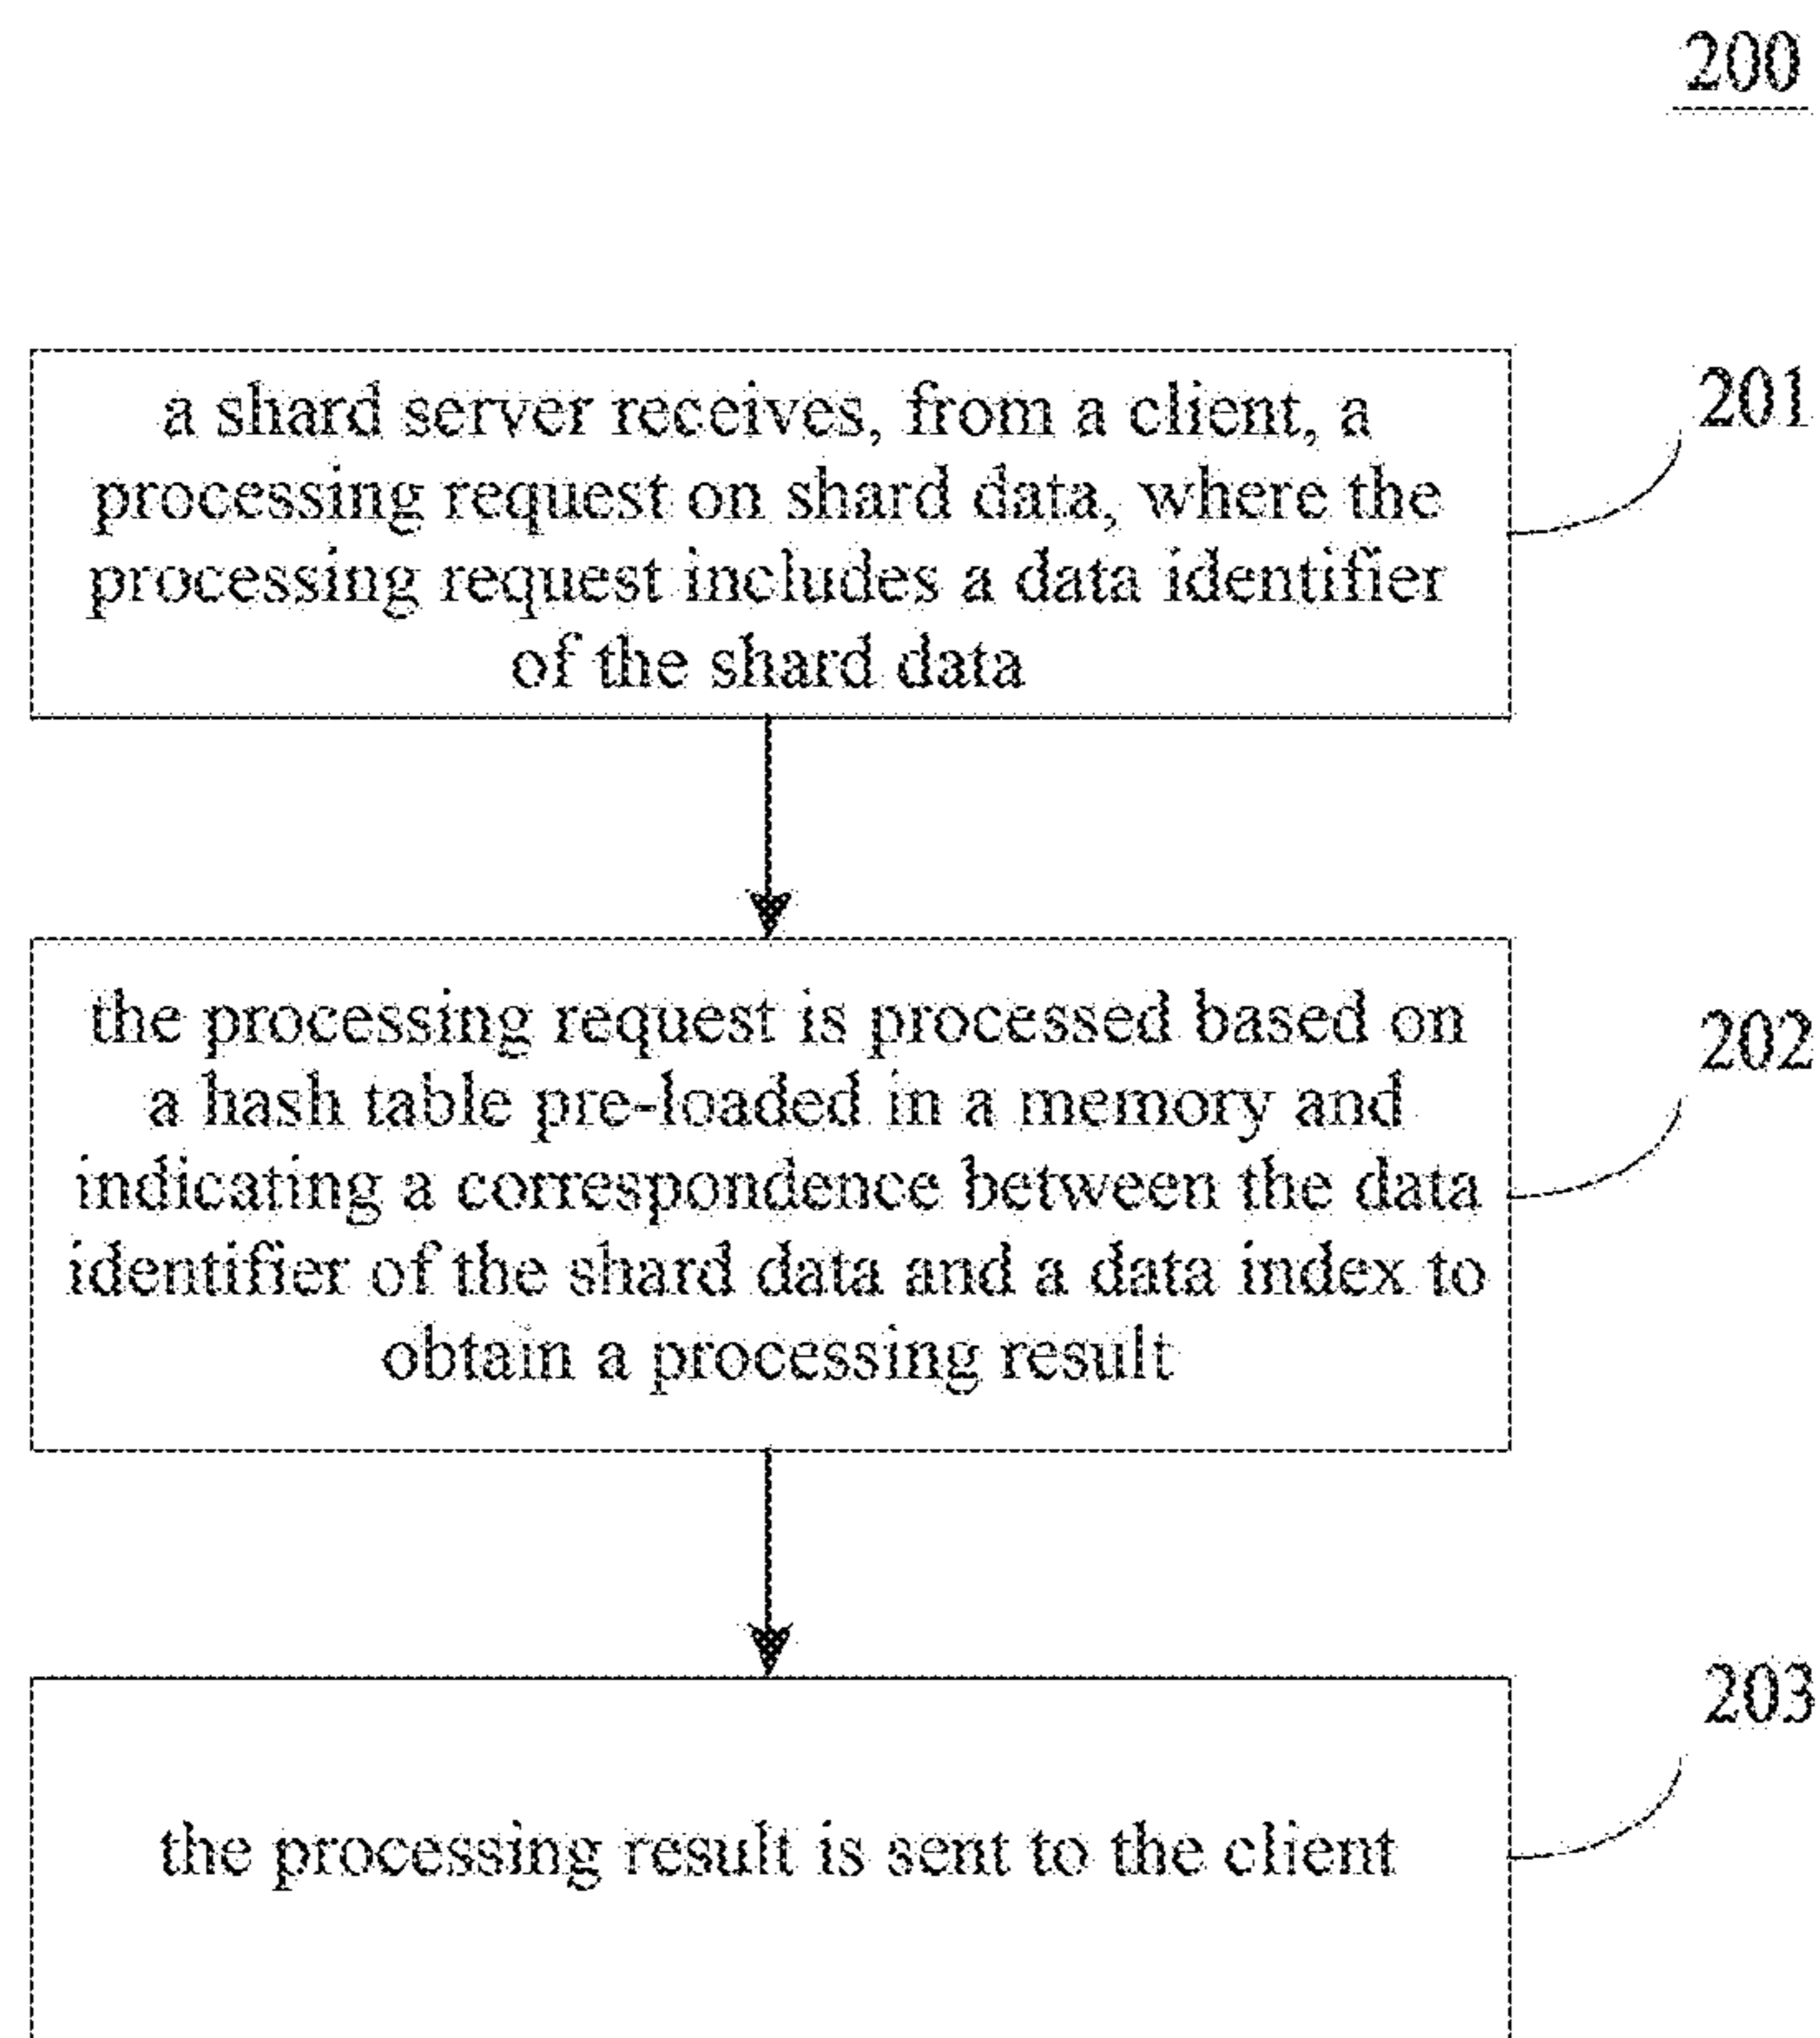 200
a shard server receives, from a client, a
processing request on shard data, where the
processing request includes a data identifier
of the shard data
201
the processing request is processed based on
a hash table pre-loaded in a memory and
indicating a correspondence between the data
identifier of the shard data and a data index to
obtain a processing result
202
the processing result is sent to the client
203